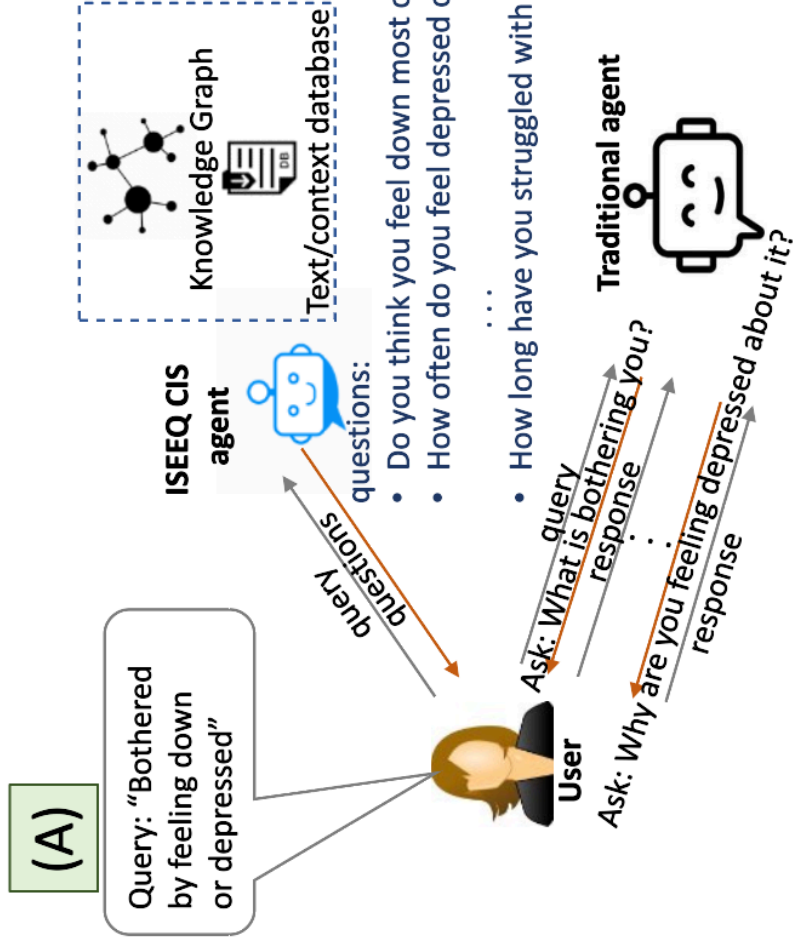 (A)
Query: “Bothered
by feeling down
or depressed”
User
query
questions
ISEEQ CIS
agent
Knowledge Graph
DB
Text/context database
questions:
• Do you think you feel down most o
• How often do you feel depressed o
. . .
• How long have you struggled with
Traditional agent
query
Ask: What is bothering you?
response
. . .
Ask: Why are you feeling depressed about it?
response